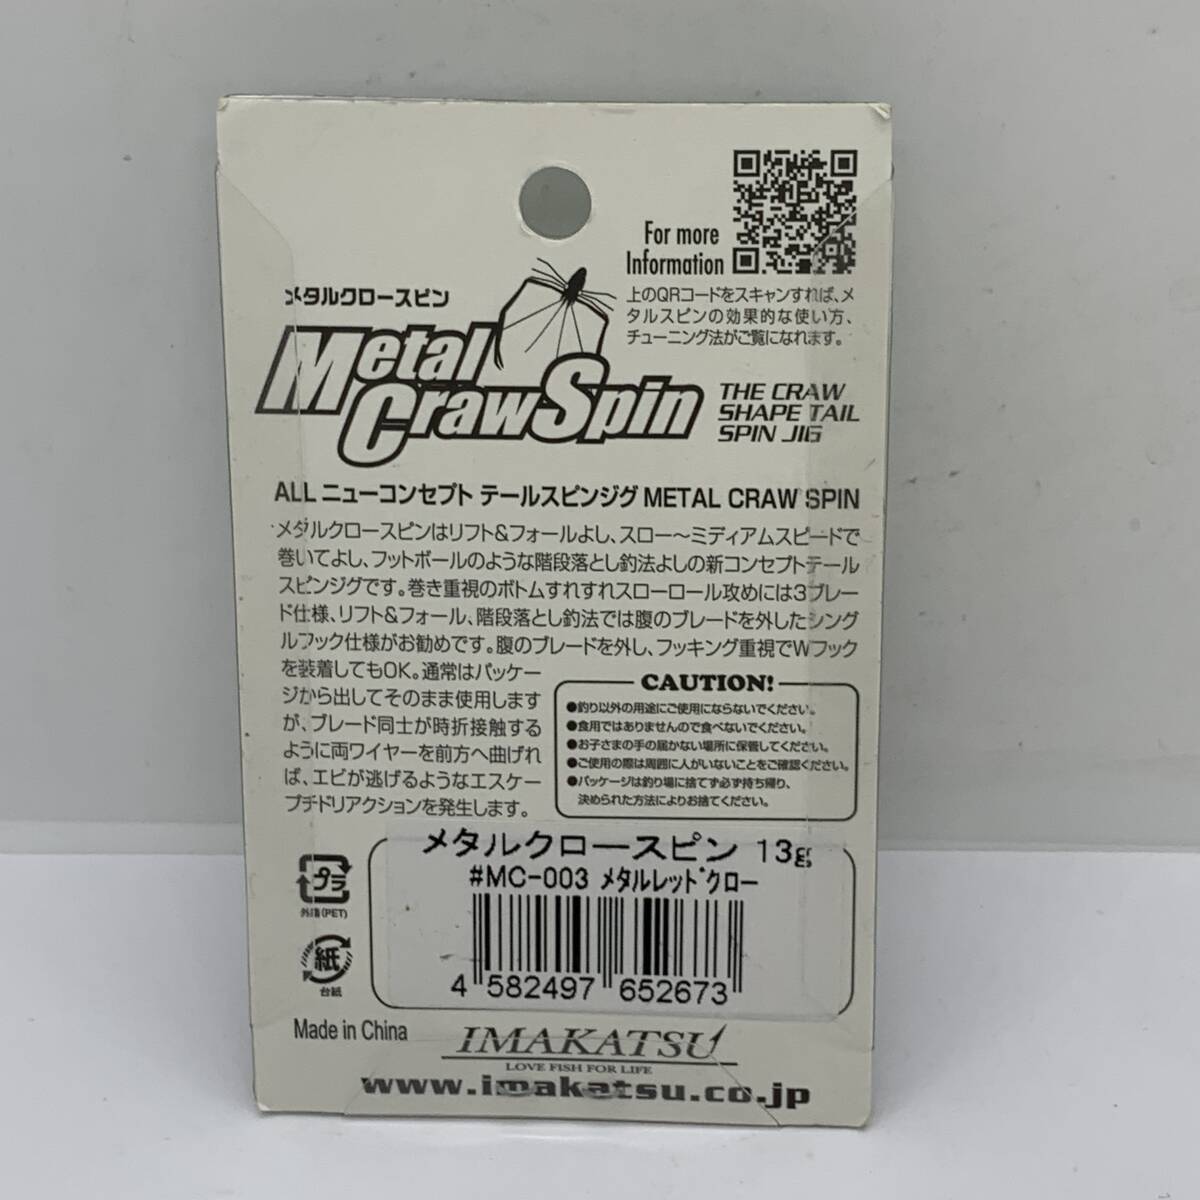 For more
Information
上のQRコードをスキャンすれば、メ
タルスピンの効果的な使い方、
チューニング法がご覧になれます。
メタルクロースピン
Metal
CrawSpin
THE CRAW
SHAPE TAIL
SPIN JIG
ALL ニューコンセプト テールスピンジグ METAL CRAW SPIN
メタルクロースピンはリフト&フォールよし、スロー〜ミディアムスピードで
巻いてよし、フットボールのような階段落とし釣法よしの新コンセプトテール
スピンジグです。巻き重視のボトムすれすれスローロール攻めには3ブレー
ド仕様、リフト&フォール、階段落とし釣法では腹のブレードを外したシング
ルフック仕様がお勧めです。腹のブレードを外し、フッキング重視でWフック
を装着してもOK。通常はパッケー
ジから出してそのまま使用します
が、ブレード同士が時折接触する
ように両ワイヤーを前方へ曲げれ
ば、エビが逃げるようなエスケー
プチドリアクションを発生します。
CAUTION!
●釣り以外の用途にご使用にならないでください。
●食用ではありませんので食べないでください。
●お子さまの手の届かない場所に保管してください。
●ご使用の際は周囲に人がいないことをご確認ください。
●パッケージは釣り場に捨てず必ず持ち帰り、
決められた方法によりお捨てください。
メタルクロースピン 13g
#MC-003 メタルレッドクロー
4 582497 652673
プラ
外装(PET)
紙
台紙
Made in China
IMAKATSU
LOVE FISH FOR LIFE
www.imakatsu.co.jp